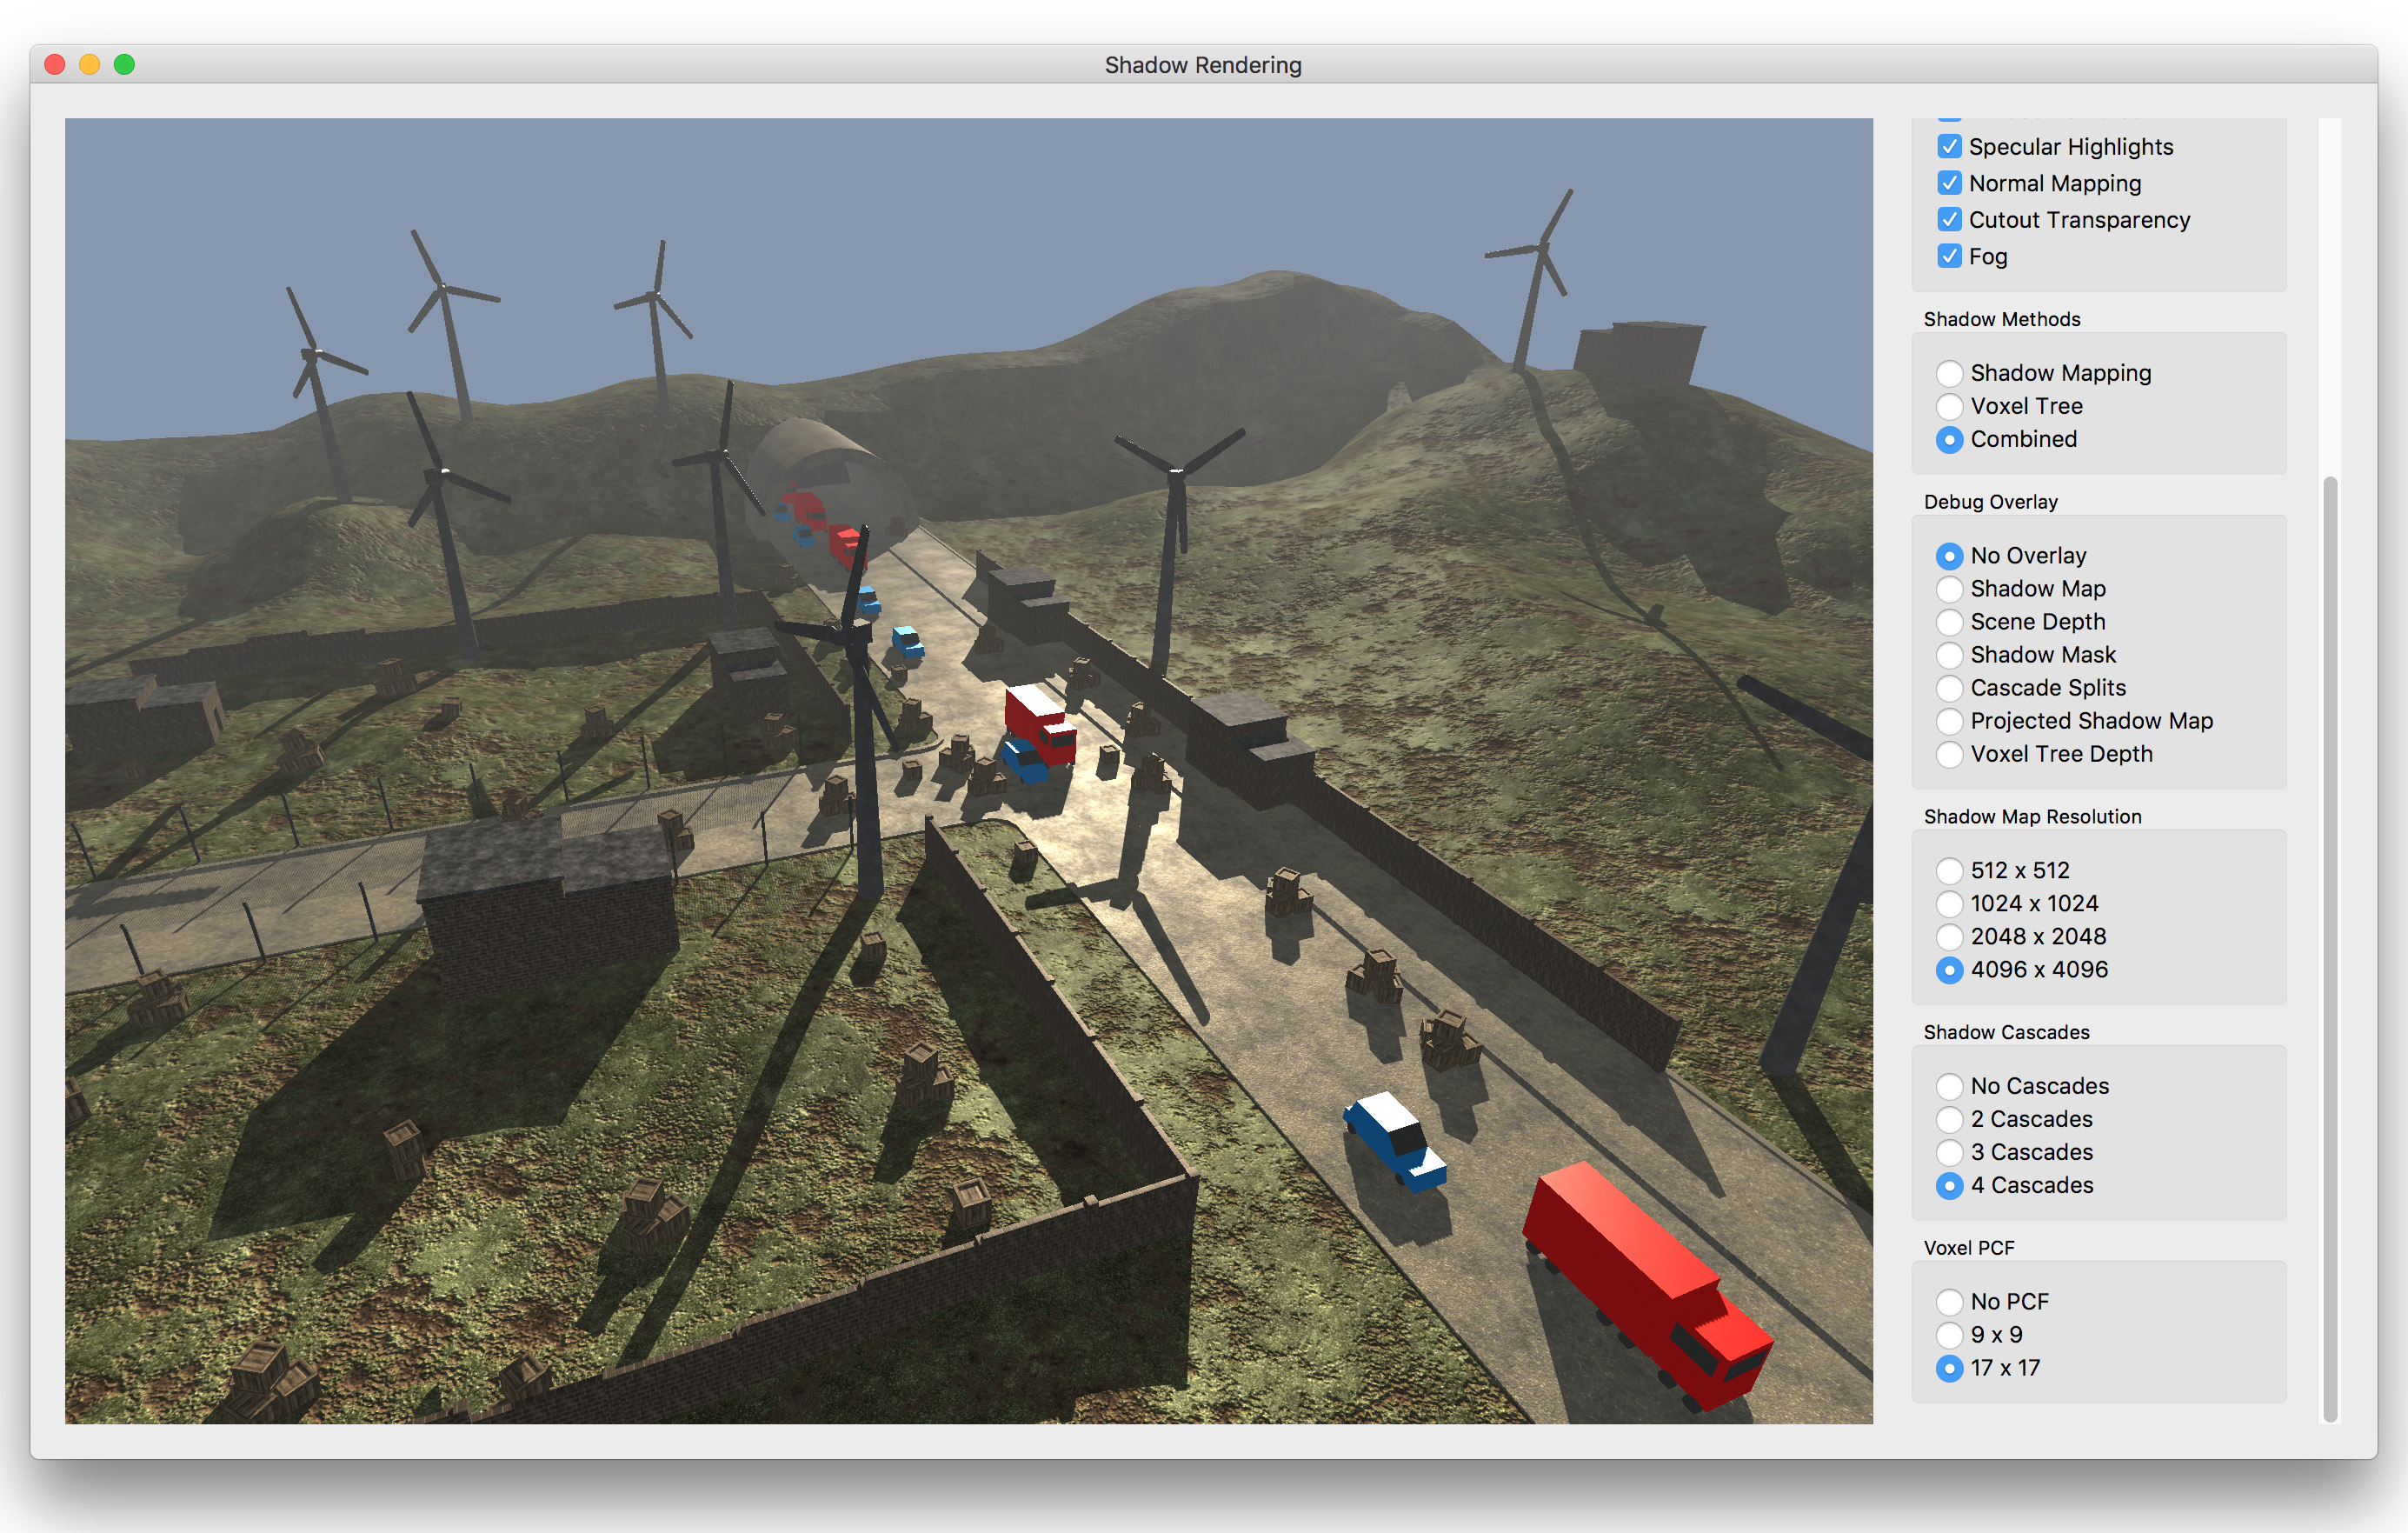 Shadow Rendering
Specular Highlights
Normal Mapping
Cutout Transparency
Fog
Shadow Methods
Shadow Mapping
Voxel Tree
Combined
Debug Overlay
No Overlay
Shadow Map
Scene Depth
Shadow Mask
Cascade Splits
Projected Shadow Map
Voxel Tree Depth
Shadow Map Resolution
512 x 512
1024 x 1024
2048 x 2048
4096 x 4096
Shadow Cascades
No Cascades
2 Cascades
3 Cascades
4 Cascades
Voxel PCF
No PCF
9 x 9
17 x 17